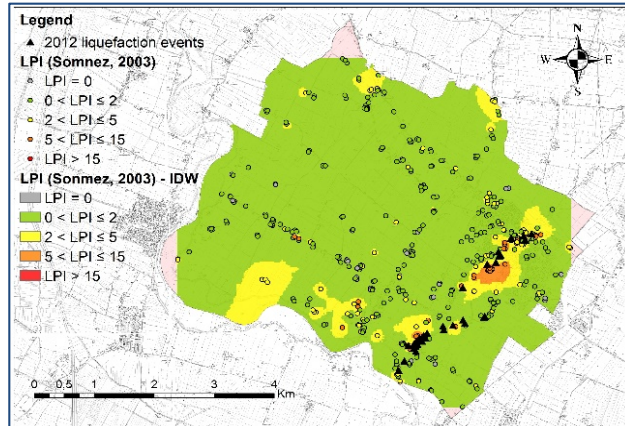 Legend
2012 liquefaction events
LPI (Somnez, 2003)
LPI = 0
0 < LPI ≤ 2
2 < LPI ≤ 5
5 < LPI ≤ 15
LPI > 15
LPI (Sonmez, 2003) - IDW
LPI = 0
0 < LPI ≤ 2
2 < LPI ≤ 5
5 < LPI ≤ 15
LPI > 15
N
W E
S
0 0,5 1 2 3 4
Km